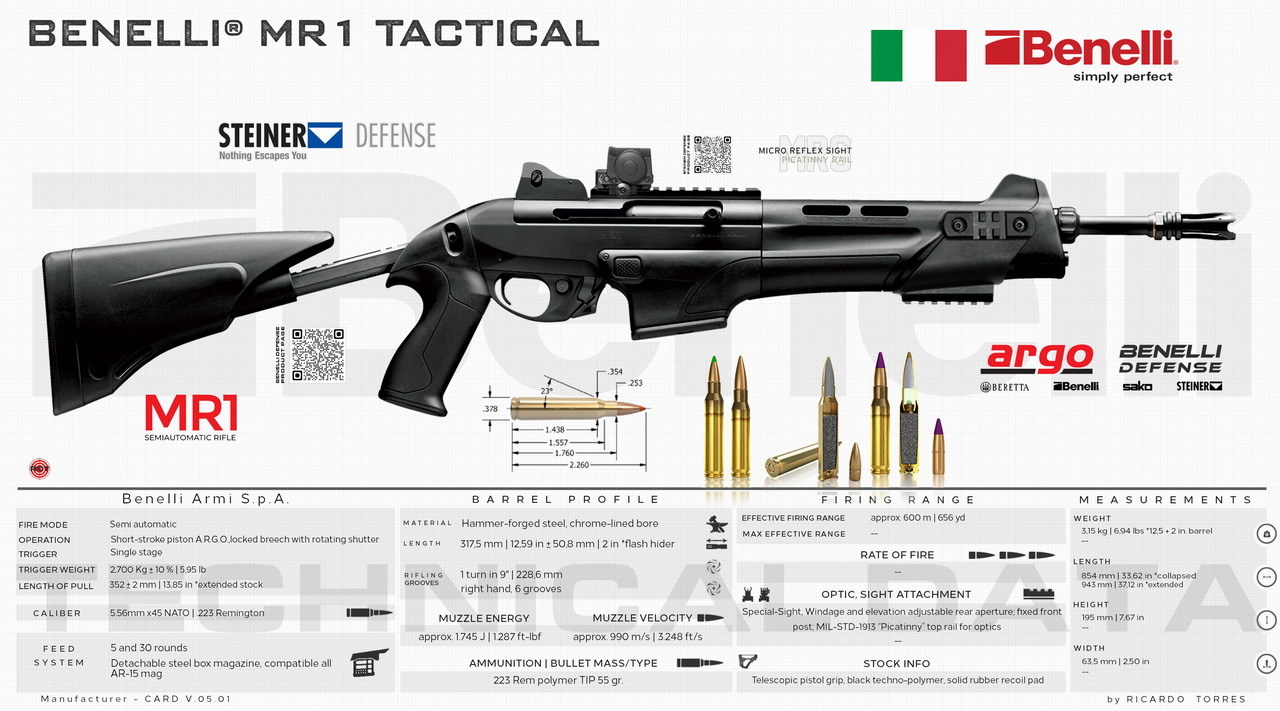 BENELLI® MR1 TACTICAL
Benelli®
simply perfect
STEINER DEFENSE
Nothing Escapes You
STEINER DEFENSE
PRODUCT PAGE
MRS
MICRO REFLEX SIGHT
PICATINNY RAIL
Benelli
BENELLI DEFENSE
PRODUCT PAGE
MR1
SEMIAUTOMATIC RIFLE
.354
.253
23°
.378
1.438
1.557
1.760
2.260
argo
BENELLI
DEFENSE
BERETTA Benelli sako STEINER
TECHNICAL DATA
Benelli Armi S.p.A.
FIRE MODE Semi automatic
OPERATION Short-stroke piston A.R.G.O.,locked breech with rotating shutter
TRIGGER Single stage
TRIGGER WEIGHT 2,700 Kg ± 10 % | 5.95 lb
LENGTH OF PULL 352 ± 2 mm | 13.85 in *extended stock
CALIBER 5.56mm x45 NATO | .223 Remington
FEED SYSTEM
5 and 30 rounds
Detachable steel box magazine, compatible all
AR-15 mag
BARREL PROFILE
MATERIAL Hammer-forged steel, chrome-lined bore
LENGTH 317,5 mm | 12,59 in ± 50,8 mm | 2 in *flash hider
RIFLING GROOVES
1 turn in 9" | 228,6 mm
right hand, 6 grooves
MUZZLE ENERGY
approx. 1.745 J | 1.287 ft-lbf
MUZZLE VELOCITY
approx. 990 m/s | 3.248 ft/s
AMMUNITION | BULLET MASS/TYPE
.223 Rem polymer TIP 55 gr.
FIRING RANGE
EFFECTIVE FIRING RANGE approx. 600 m | 656 yd
MAX EFFECTIVE RANGE --
RATE OF FIRE
--
OPTIC, SIGHT ATTACHMENT
Special-Sight, Windage and elevation adjustable rear aperture; fixed front
post; MIL-STD-1913 "Picatinny" top rail for optics
--
STOCK INFO
Telescopic pistol grip, black techno-polymer, solid rubber recoil pad
MEASUREMENTS
WEIGHT
3,15 kg | 6,94 lbs *12,5 + 2 in. barrel
--
LENGTH
854 mm | 33,62 in *collapsed
943 mm | 37,12 in *extended
HEIGHT
195 mm | 7,67 in
--
WIDTH
63,5 mm | 2,50 in
--
Manufacturer - CARD V.05.01
by RICARDO TORRES